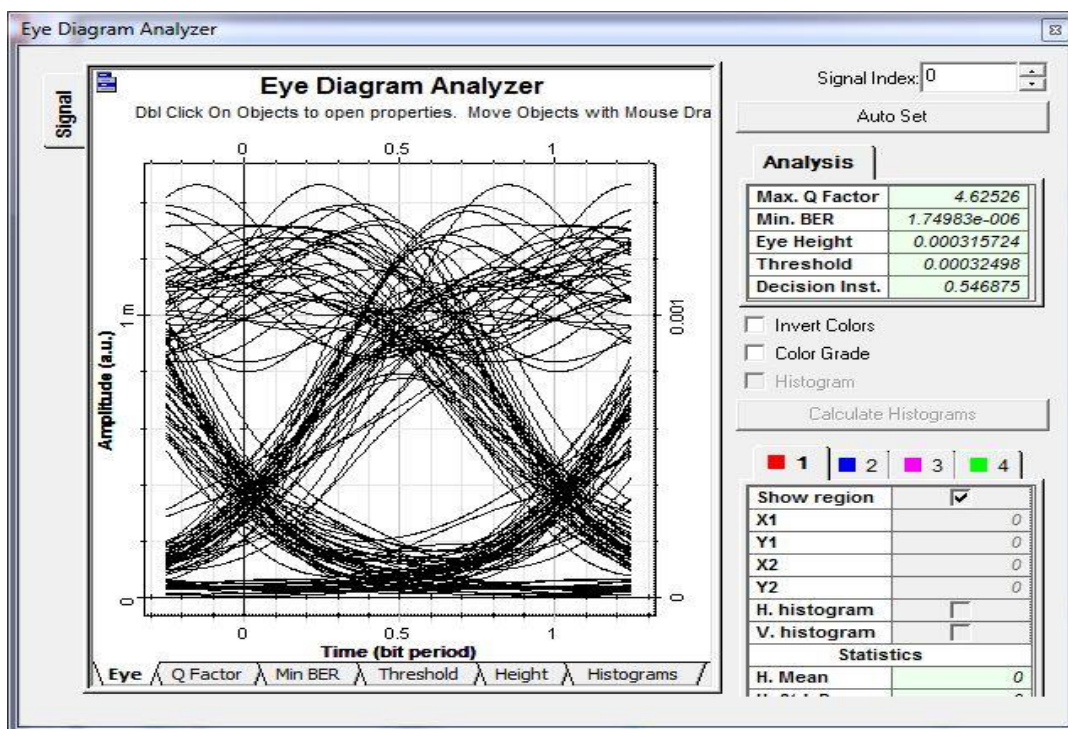 Eye Diagram Analyzer
Signal
Eye Diagram Analyzer
Dbl Click On Objects to open properties. Move Objects with Mouse Dra
0 0.5 1
Amplitude (a.u.)
1 m
0
0.001
0
0 0.5 1
Time (bit period)
Eye Q Factor Min BER Threshold Height Histograms
Signal Index: 0
Auto Set
Analysis
Max. Q Factor 4.62526
Min. BER 1.74983e-006
Eye Height 0.000315724
Threshold 0.00032498
Decision Inst. 0.546875
Invert Colors
Color Grade
Histogram
Calculate Histograms
1 2 3 4
Show region
X1 0
Y1 0
X2 0
Y2 0
H. histogram
V. histogram
Statistics
H. Mean 0